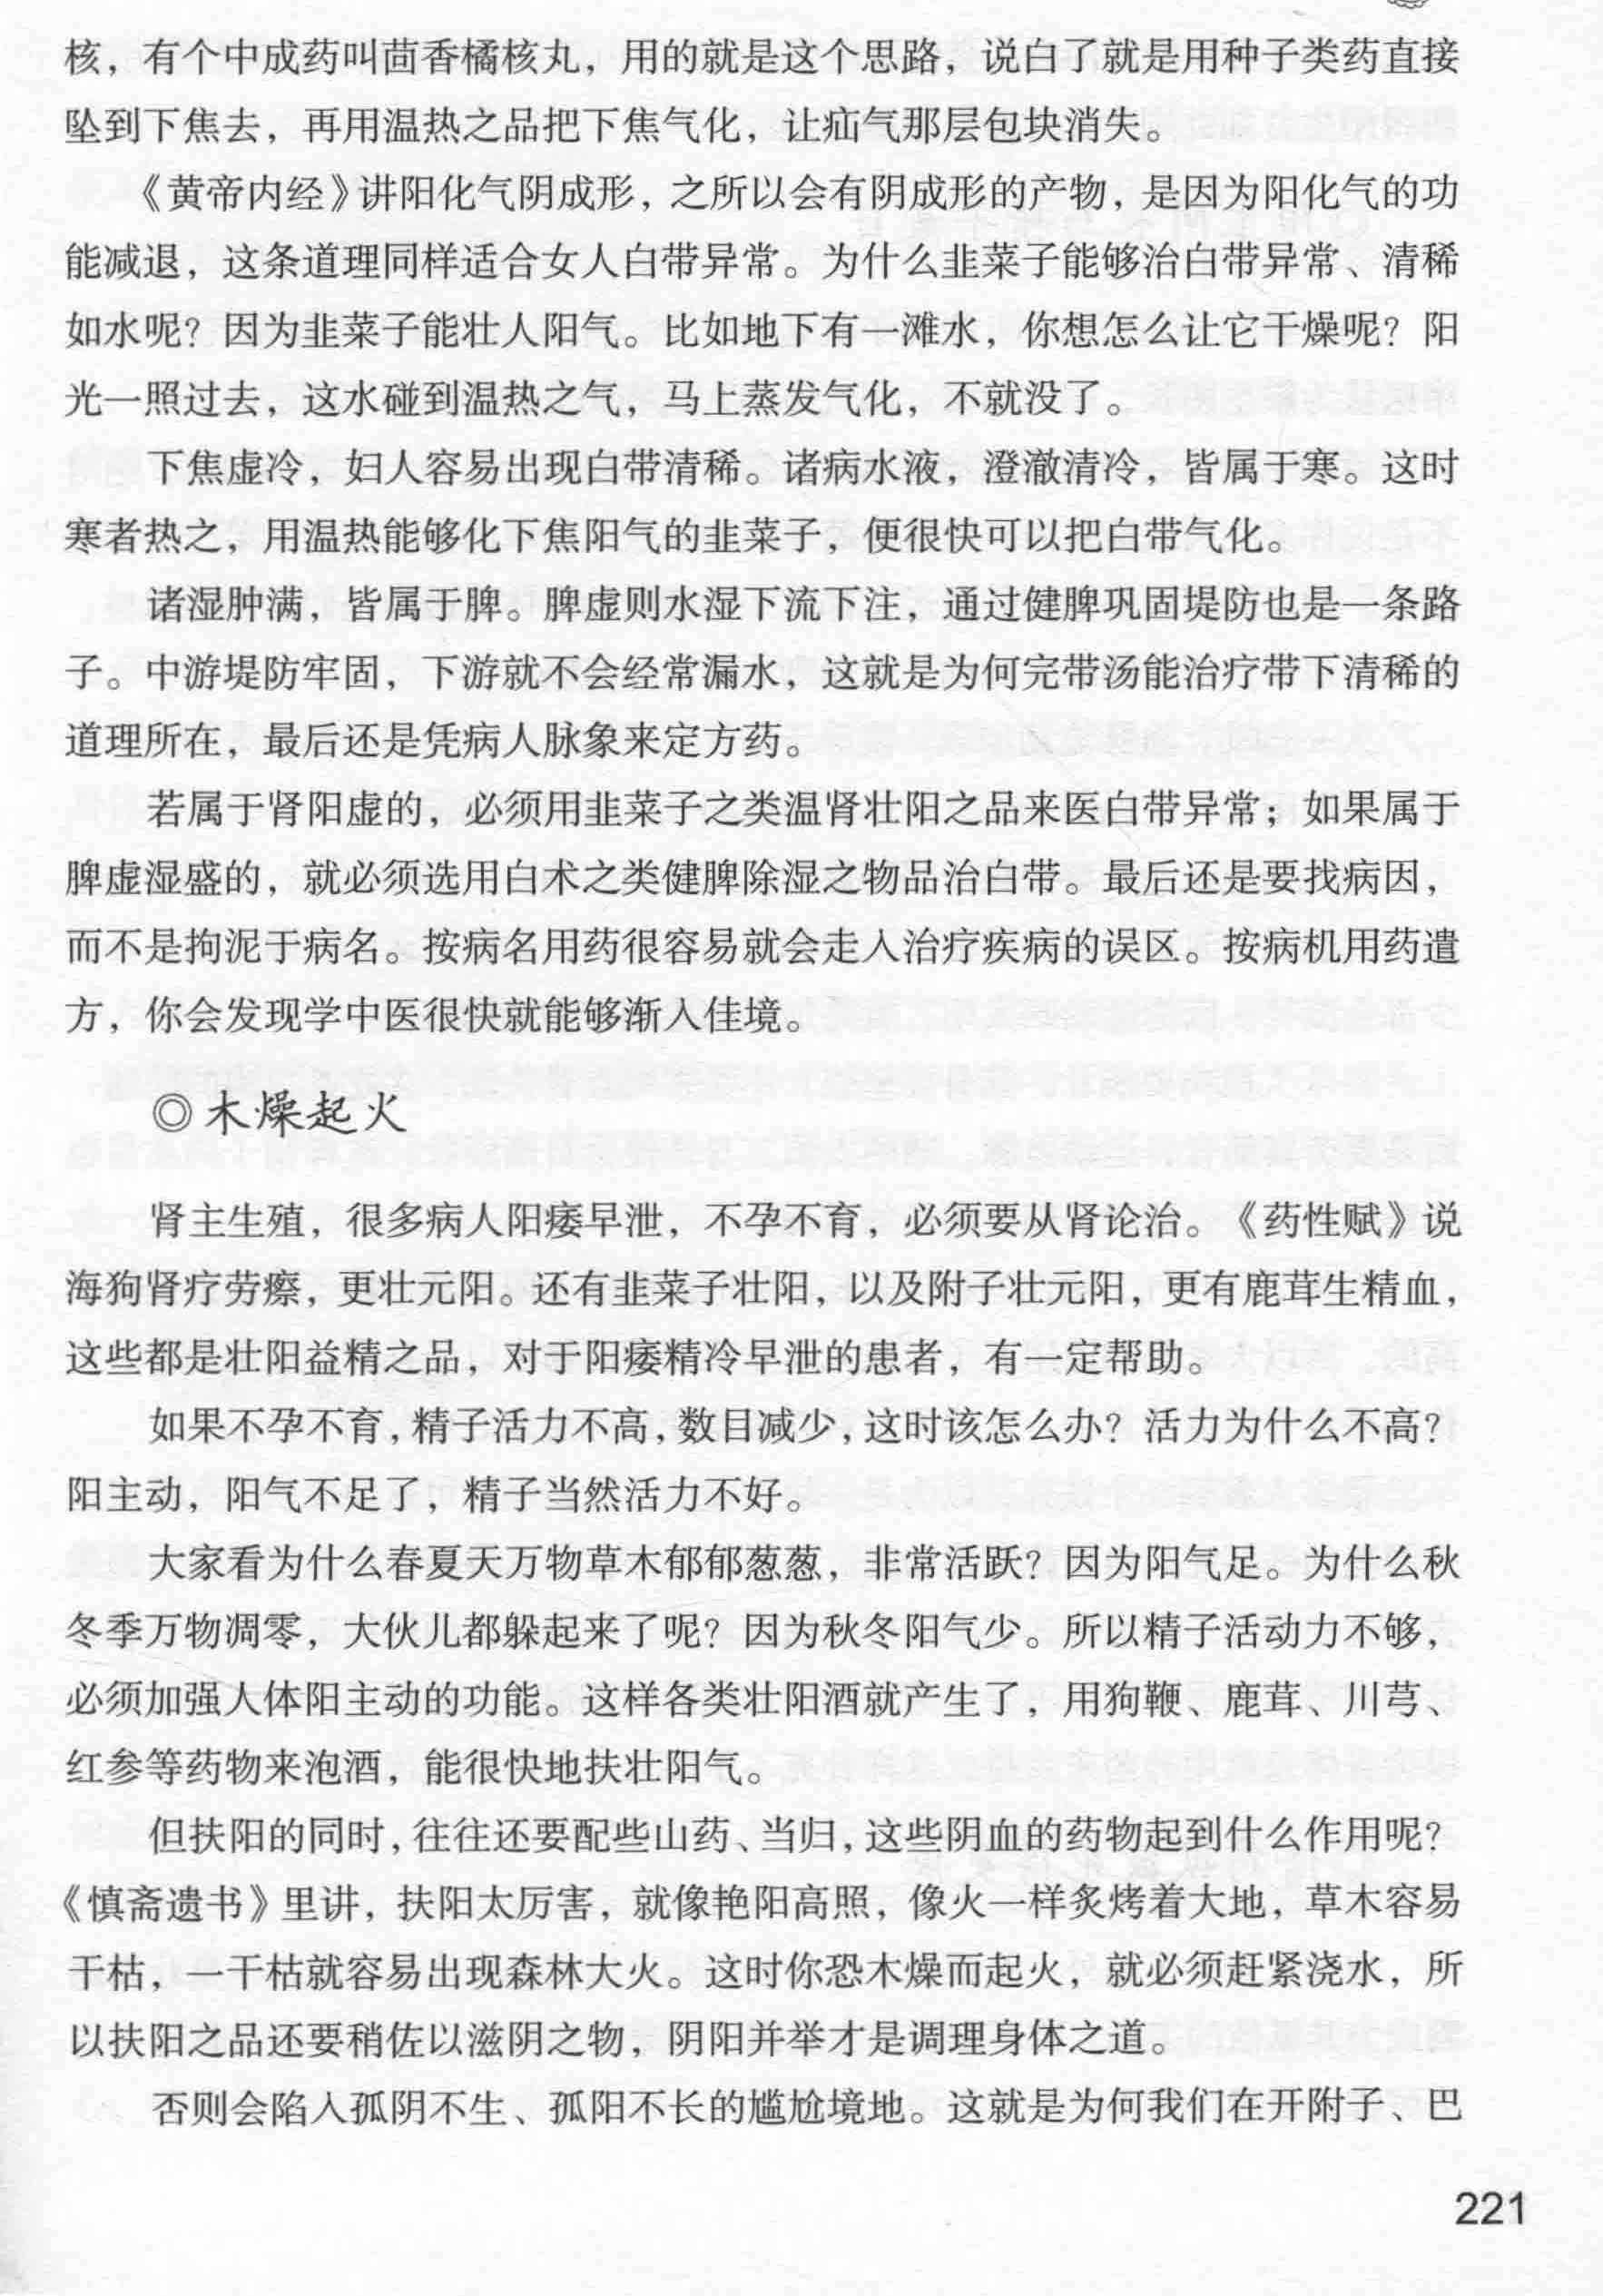 核，有个中成药叫茴香橘核丸，用的就是这个思路，说白了就是用种子类药直接
坠到下焦去，再用温热之品把下焦气化，让疝气那层包块消失。
《黄帝内经》讲阳化气阴成形，之所以会有阴成形的产物，是因为阳化气的功
能减退，这条道理同样适合女人白带异常。为什么韭菜子能够治白带异常、清稀
如水呢？因为韭菜子能壮人阳气。比如地下有一滩水，你想怎么让它干燥呢？阳
光一照过去，这水碰到温热之气，马上蒸发气化，不就没了。
下焦虚冷，妇人容易出现白带清稀。诸病水液，澄澈清冷，皆属于寒。这时
寒者热之，用温热能够化下焦阳气的韭菜子，便很快可以把白带气化。
诸湿肿满，皆属于脾。脾虚则水湿下流下注，通过健脾巩固堤防也是一条路
子。中游堤防牢固，下游就不会经常漏水，这就是为何完带汤能治疗带下清稀的
道理所在，最后还是凭病人脉象来定方药。
若属于肾阳虚的，必须用韭菜子之类温肾壮阳之品来医白带异常；如果属于
脾虚湿盛的，就必须选用白术之类健脾除湿之物品治白带。最后还是要找病因，
而不是拘泥于病名。按病名用药很容易就会走入治疗疾病的误区。按病机用药遣
方，你会发现学中医很快就能够渐入佳境。
◎木燥起火
肾主生殖，很多病人阳痿早泄，不孕不育，必须要从肾论治。《药性赋》说
海狗肾疗劳瘵，更壮元阳。还有韭菜子壮阳，以及附子壮元阳，更有鹿茸生精血，
这些都是壮阳益精之品，对于阳痿精冷早泄的患者，有一定帮助。
如果不孕不育，精子活力不高，数目减少，这时该怎么办？活力为什么不高？
阳主动，阳气不足了，精子当然活力不好。
大家看为什么春夏天万物草木郁郁葱葱，非常活跃？因为阳气足。为什么秋
冬季万物凋零，大伙儿都躲起来了呢？因为秋冬阳气少。所以精子活动力不够，
必须加强人体阳主动的功能。这样各类壮阳酒就产生了，用狗鞭、鹿茸、川芎、
红参等药物来泡酒，能很快地扶壮阳气。
但扶阳的同时，往往还要配些山药、当归，这些阴血的药物起到什么作用呢？
《慎斋遗书》里讲，扶阳太厉害，就像艳阳高照，像火一样炙烤着大地，草木容易
干枯，一干枯就容易出现森林大火。这时你恐木燥而起火，就必须赶紧浇水，所
以扶阳之品还要稍佐以滋阴之物，阴阳并举才是调理身体之道。
否则会陷入孤阴不生、孤阳不长的尴尬境地。这就是为何我们在开附子、巴
221